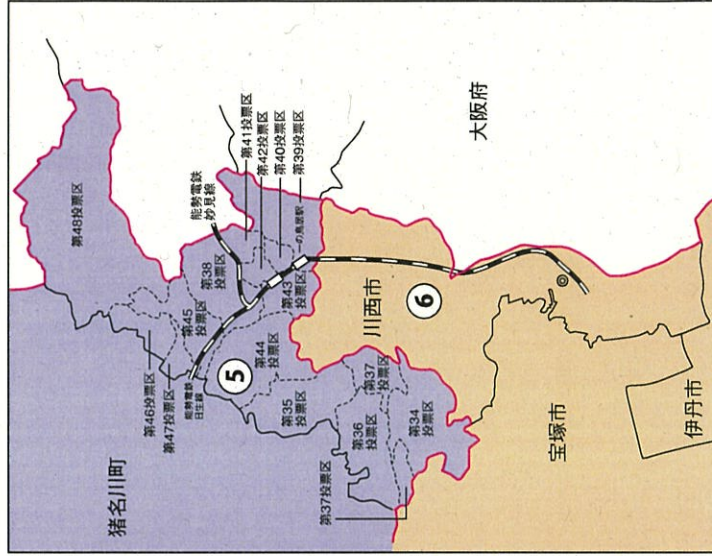 猪名川町
第48投票区
能勢電鉄
妙見線
第41投票区
第42投票区
第40投票区
第39投票区
一の鳥居駅
第38
投票区
第45
投票区
第46投票区
第47投票区
能勢電鉄
日生線
⑤
第44
投票区
第43
投票区
第35
投票区
第37
投票区
第36
投票区
第34
投票区
第37投票区
川西市
⑥
大阪府
宝塚市
伊丹市